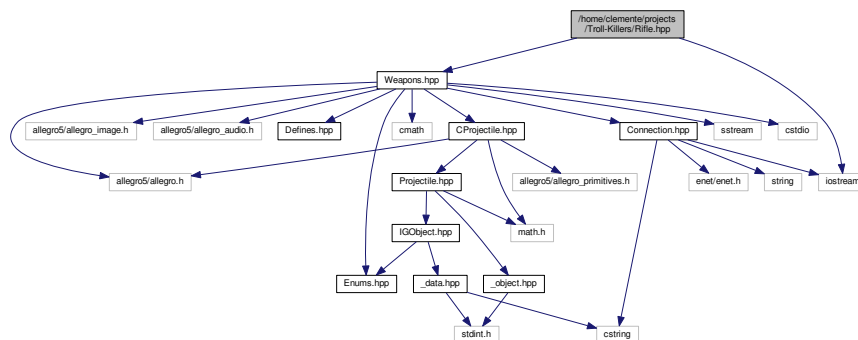 /home/clemente/projects
/Troll-Killers/Rifle.hpp
Weapons.hpp
allegro5/allegro_image.h
allegro5/allegro_audio.h
Defines.hpp
cmath
CProjectile.hpp
Connection.hpp
sstream
cstdio
allegro5/allegro.h
Projectile.hpp
allegro5/allegro_primitives.h
enet/enet.h
string
iostream
IGObject.hpp
math.h
Enums.hpp
_data.hpp
_object.hpp
stdint.h
cstring